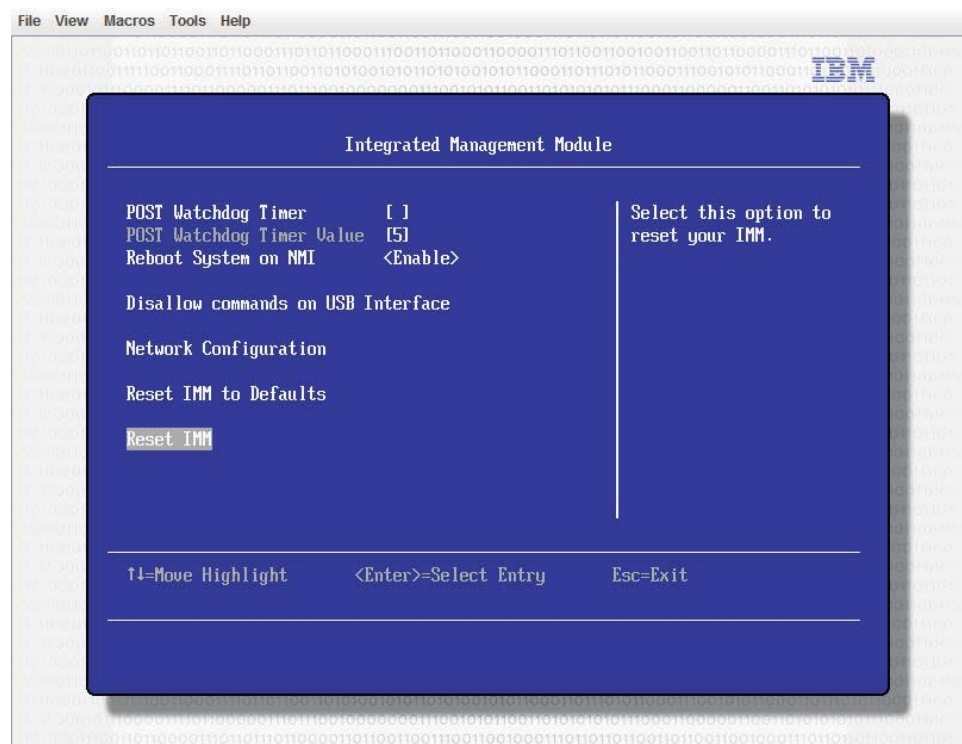 File View Macros Tools Help
IBM
Integrated Management Module
POST Watchdog Timer [ ]
POST Watchdog Timer Value [5]
Reboot System on NMI <Enable>
Disallow commands on USB Interface
Network Configuration
Reset IMM to Defaults
Reset IMM
Select this option to
reset your IMM.
↑↓=Move Highlight <Enter>=Select Entry Esc=Exit